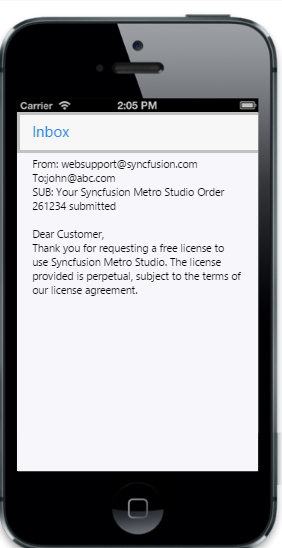 Carrier 2:05 PM
Inbox
From: websupport@syncfusion.com
To:john@abc.com
SUB: Your Syncfusion Metro Studio Order
261234 submitted
Dear Customer,
Thank you for requesting a free license to
use Syncfusion Metro Studio. The license
provided is perpetual, subject to the terms of
our license agreement.